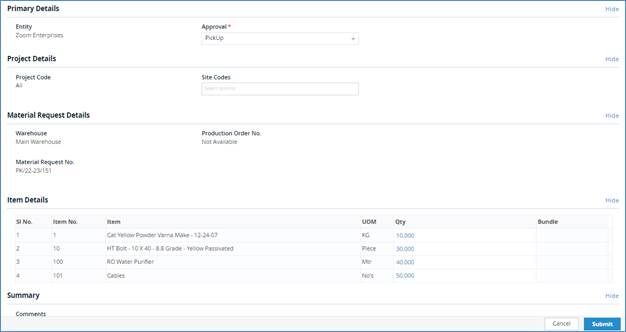 Primary Details Hide
Entity Approval*
Zoom Enterprises PickUp
Project Details Hide
Project Code Site Codes
All
Material Request Details Hide
Warehouse Production Order No.
Main Warehouse Not Available
Material Request No.
PK/22-23/151
Item Details Hide
Sl No. Item No. Item UOM Qty Bundle
1 1 Cat Yellow Powder Varna Make - 12-24-07 KG 10.000
2 10 HT Bolt - 10 X 40 - 8.8 Grade - Yellow Passivated Piece 30.000
3 100 RO Water Purifier Mtr 40.000
4 101 Cables No's 50.000
Summary Hide
Comments
Cancel Submit